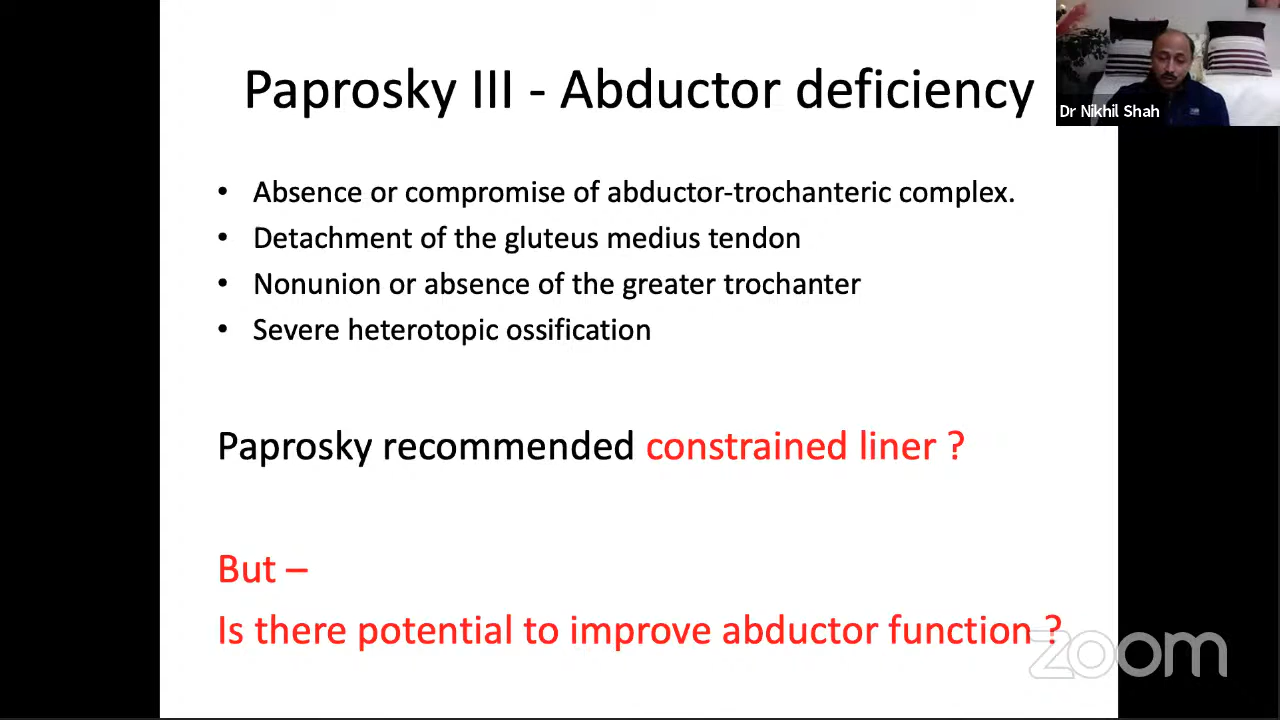 Paprosky III - Abductor deficiency
Dr Nikhil Shah
• Absence or compromise of abductor-trochanteric complex.
• Detachment of the gluteus medius tendon
• Nonunion or absence of the greater trochanter
• Severe heterotopic ossification
Paprosky recommended constrained liner ?
But –
Is there potential to improve abductor function ?
zoom